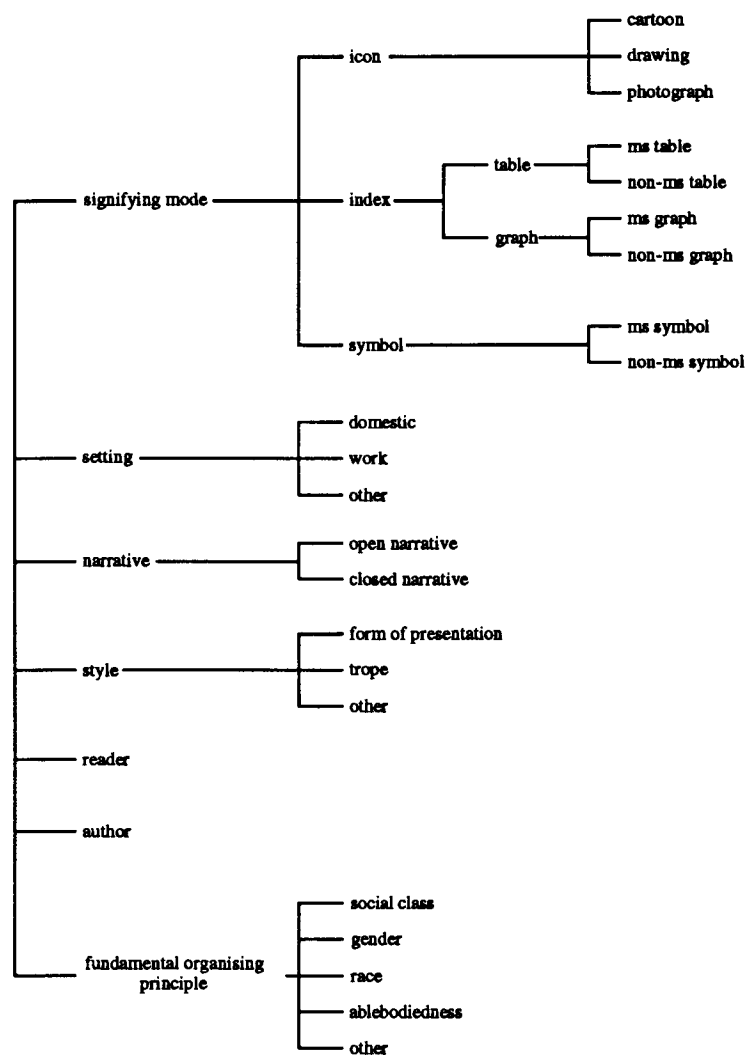 cartoon
icon
drawing
photograph
ms table
table
non-ms table
signifying mode
index
ms graph
graph
non-ms graph
ms symbol
symbol
non-ms symbol
domestic
setting
work
other
open narrative
narrative
closed narrative
form of presentation
style
trope
other
reader
author
social class
gender
fundamental organising
principle
race
ablebodiedness
other